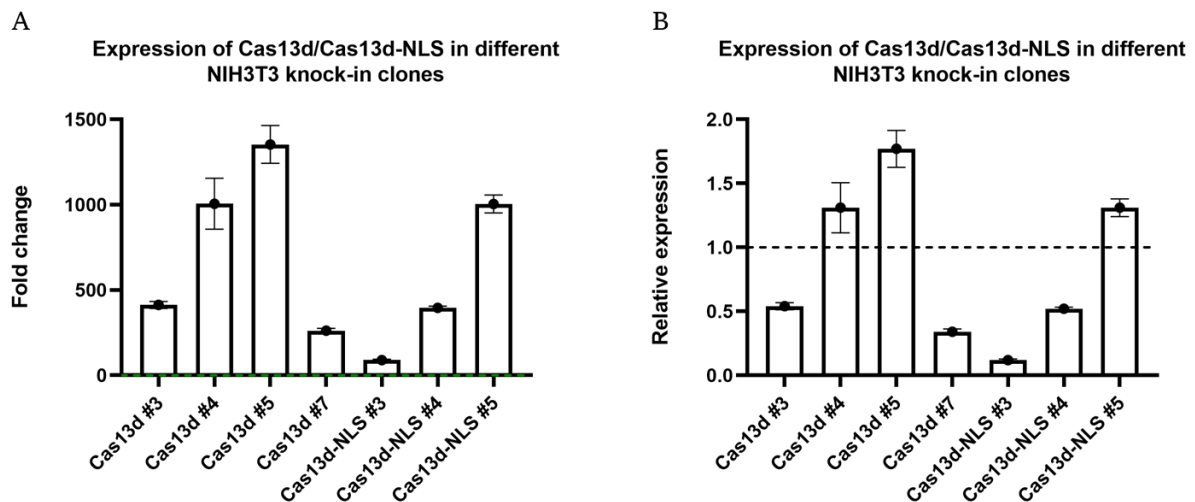 A
Expression of Cas13d/Cas13d-NLS in different
NIH3T3 knock-in clones
Fold change
1500
1000
500
0
Cas13d #3
Cas13d #4
Cas13d #5
Cas13d #7
Cas13d-NLS #3
Cas13d-NLS #4
Cas13d-NLS #5
B
Expression of Cas13d/Cas13d-NLS in different
NIH3T3 knock-in clones
Relative expression
2.0
1.5
1.0
0.5
0.0
Cas13d #3
Cas13d #4
Cas13d #5
Cas13d #7
Cas13d-NLS #3
Cas13d-NLS #4
Cas13d-NLS #5